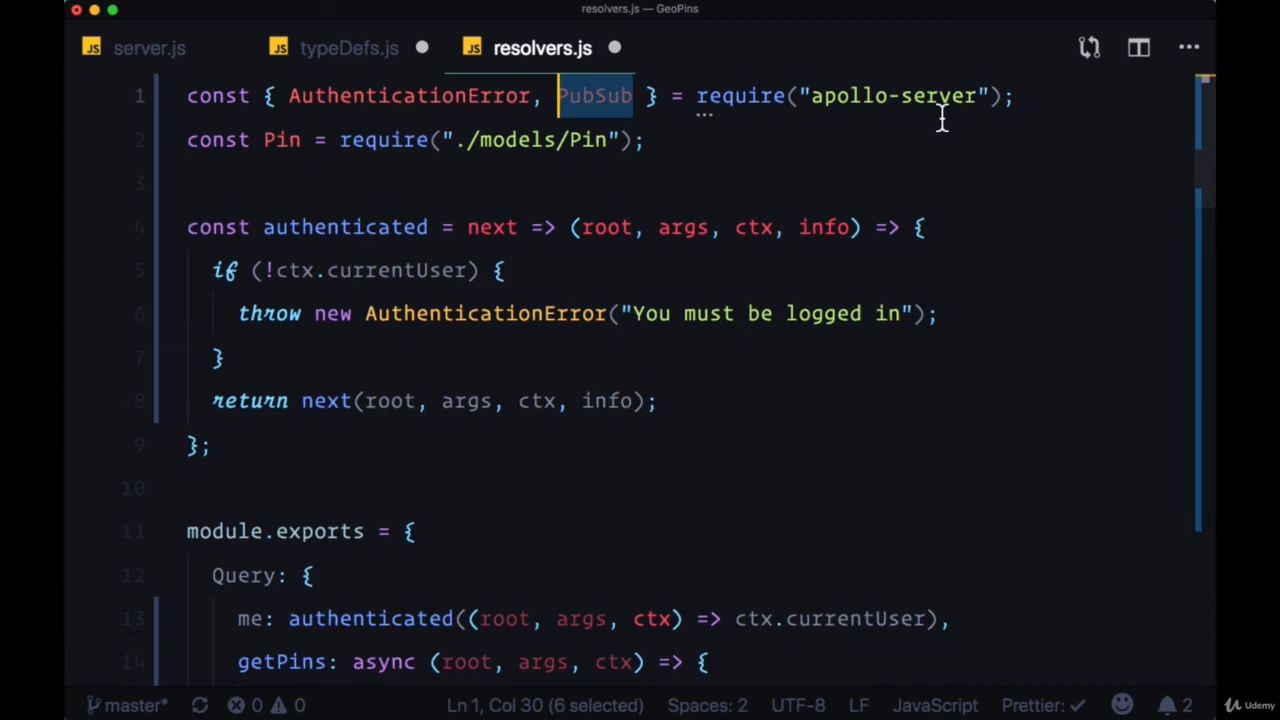 resolvers.js — GeoPins
JS server.js JS typeDefs.js JS resolvers.js
1 const { AuthenticationError, PubSub } = require("apollo-server");
2 const Pin = require("./models/Pin");
3
4 const authenticated = next => (root, args, ctx, info) => {
5 if (!ctx.currentUser) {
6 throw new AuthenticationError("You must be logged in");
7 }
8 return next(root, args, ctx, info);
9 };
10
11 module.exports = {
12 Query: {
13 me: authenticated((root, args, ctx) => ctx.currentUser),
14 getPins: async (root, args, ctx) => {
master* 0 0 Ln 1, Col 30 (6 selected) Spaces: 2 UTF-8 LF JavaScript Prettier: ✓ 2
Udemy